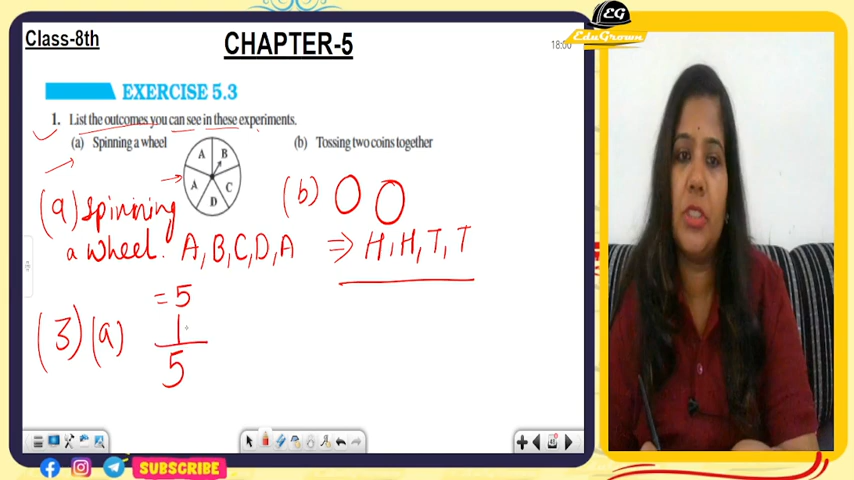 EG
EduGrown
Class-8th
CHAPTER-5
18:00
EXERCISE 5.3
1. List the outcomes you can see in these experiments.
(a) Spinning a wheel
(b) Tossing two coins together
A B
A C
D
(a) Spinning
a wheel. A, B, C, D, A
(b)
⇒ H, H, T, T
= 5
(3) (a) 1/5
SUBSCRIBE